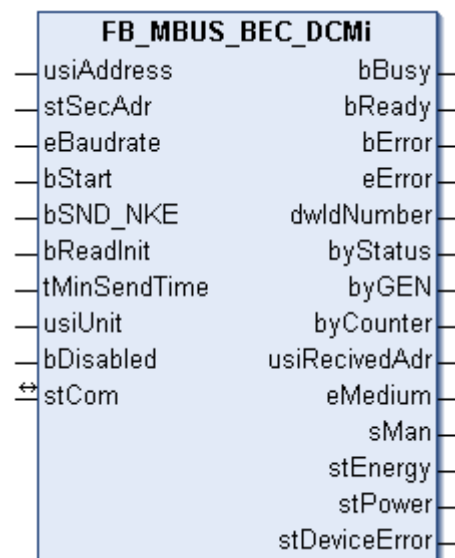 FB_MBUS_BEC_DCMi
usiAddress bBusy
stSecAdr bReady
eBaudrate bError
bStart eError
bSND_NKE dwIdNumber
bReadInit byStatus
tMinSendTime byGEN
usiUnit byCounter
bDisabled usiRecivedAdr
stCom eMedium
sMan
stEnergy
stPower
stDeviceError